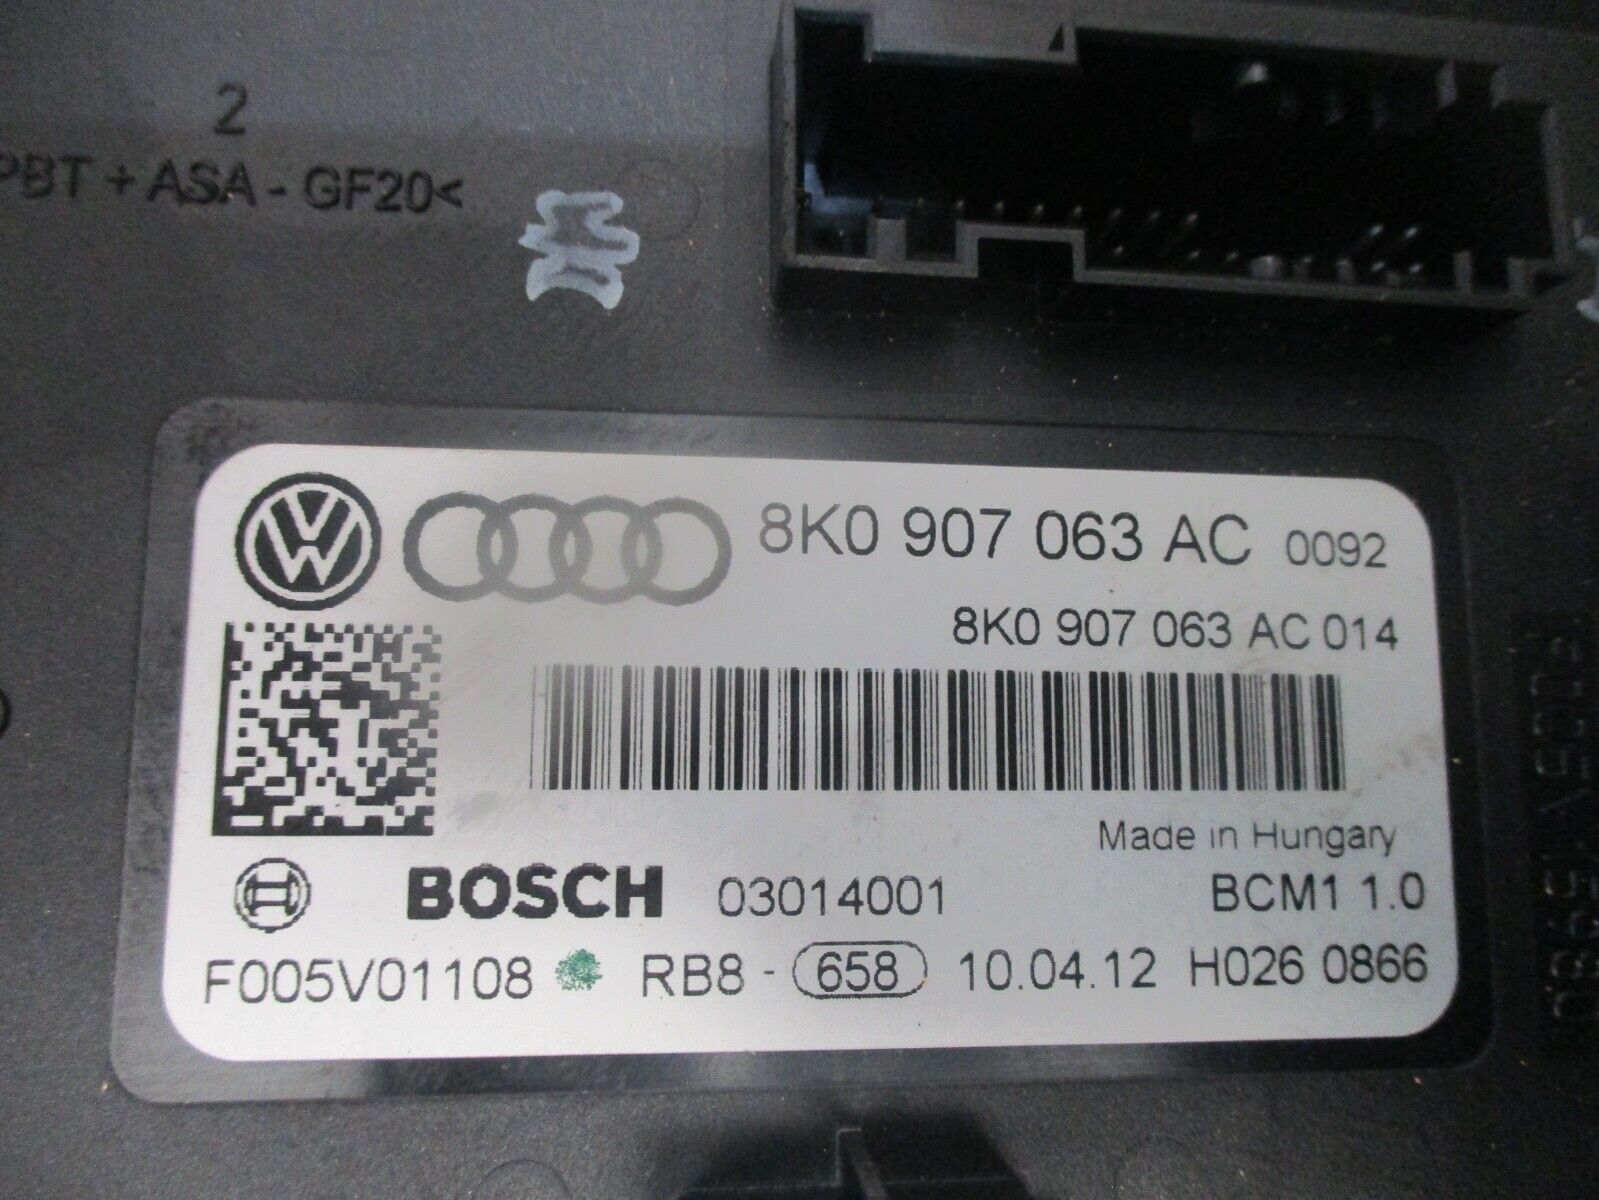 2
PBT + ASA - GF20<
8K0 907 063 AC 0092
8K0 907 063 AC 014
Made in Hungary
BOSCH 03014001 BCM1 1.0
F005V01108 RB8 - 658 10.04.12 H026 0866